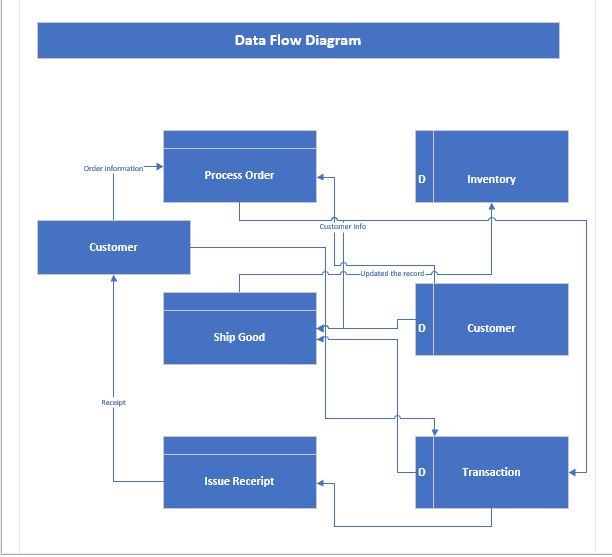 Data Flow Diagram
Process Order
D
Inventory
Order information
Customer Info
Customer
Updated the record
Ship Good
D
Customer
Receipt
Issue Receript
D
Transaction